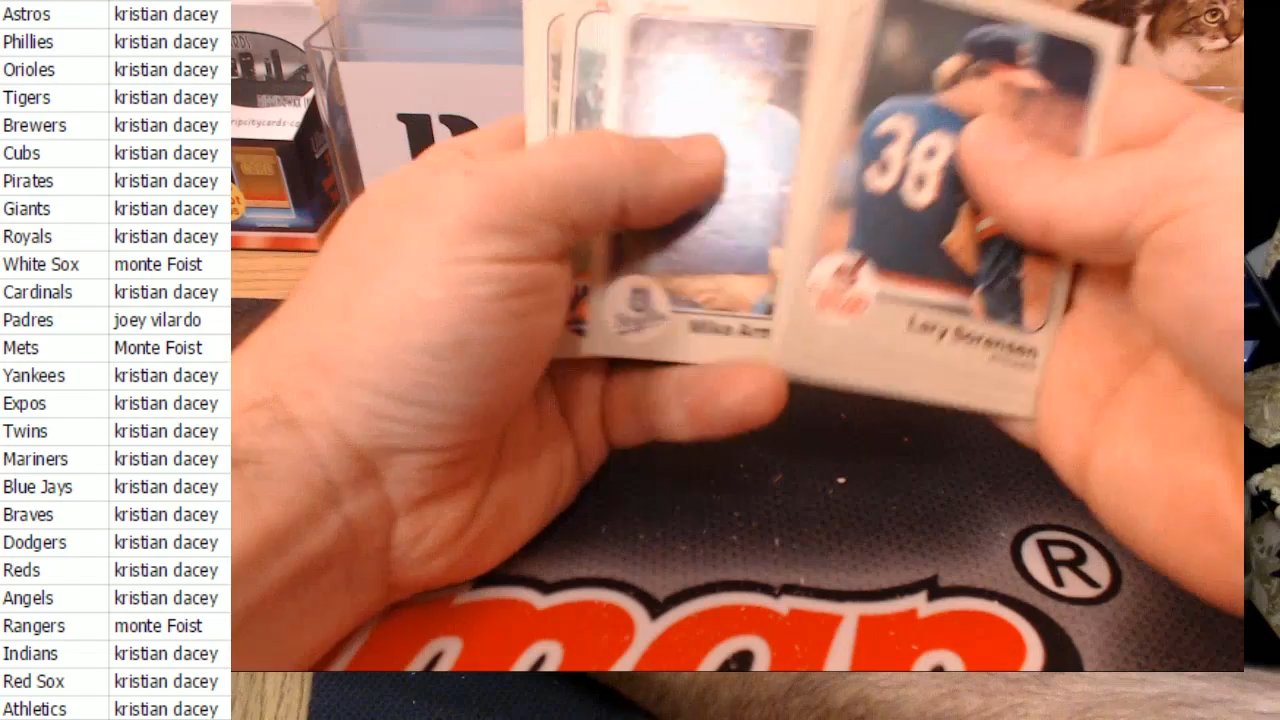 Astros kristian dacey
Phillies kristian dacey
Orioles kristian dacey
Tigers kristian dacey
Brewers kristian dacey
Cubs kristian dacey
Pirates kristian dacey
Giants kristian dacey
Royals kristian dacey
White Sox monte Foist
Cardinals kristian dacey
Padres joey vilardo
Mets Monte Foist
Yankees kristian dacey
Expos kristian dacey
Twins kristian dacey
Mariners kristian dacey
Blue Jays kristian dacey
Braves kristian dacey
Dodgers kristian dacey
Reds kristian dacey
Angels kristian dacey
Rangers monte Foist
Indians kristian dacey
Red Sox kristian dacey
Athletics kristian dacey
38
Lary Sorensen
Mike Arm
®